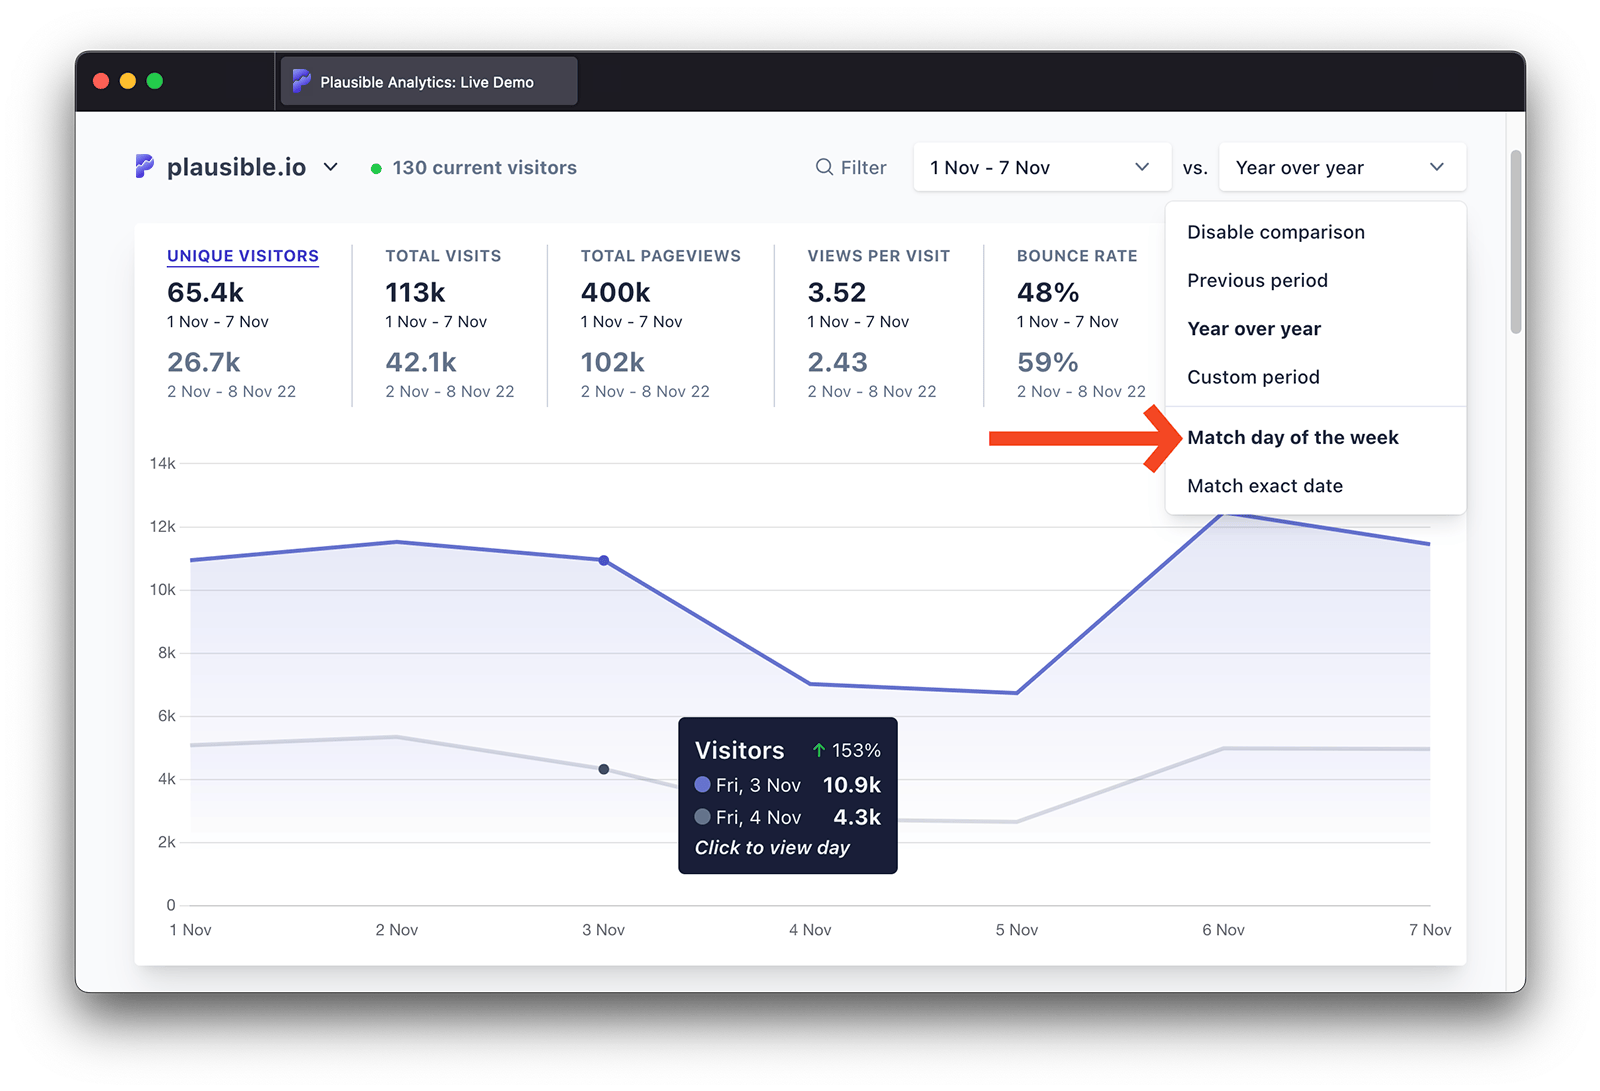 Plausible Analytics: Live Demo
plausible.io
130 current visitors
Filter
1 Nov - 7 Nov
vs.
Year over year
Disable comparison
Previous period
Year over year
Custom period
Match day of the week
Match exact date
UNIQUE VISITORS
65.4k
1 Nov - 7 Nov
26.7k
2 Nov - 8 Nov 22
TOTAL VISITS
113k
1 Nov - 7 Nov
42.1k
2 Nov - 8 Nov 22
TOTAL PAGEVIEWS
400k
1 Nov - 7 Nov
102k
2 Nov - 8 Nov 22
VIEWS PER VISIT
3.52
1 Nov - 7 Nov
2.43
2 Nov - 8 Nov 22
BOUNCE RATE
48%
1 Nov - 7 Nov
59%
2 Nov - 8 Nov 22
14k
12k
10k
8k
6k
4k
2k
0
Visitors ↑ 153%
Fri, 3 Nov 10.9k
Fri, 4 Nov 4.3k
Click to view day
1 Nov
2 Nov
3 Nov
4 Nov
5 Nov
6 Nov
7 Nov